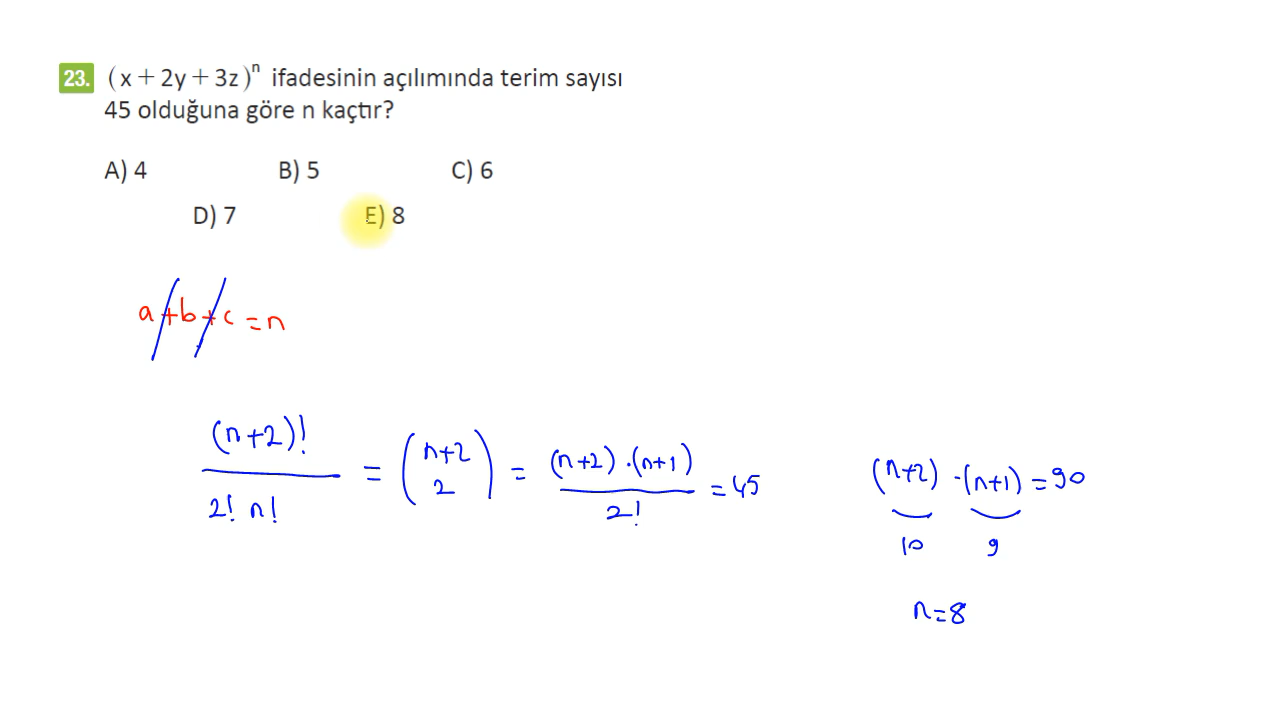 23. (x + 2y + 3z)ⁿ ifadesinin açılımında terim sayısı
45 olduğuna göre n kaçtır?
A) 4 B) 5 C) 6
D) 7 E) 8
a + b + c = n
(n+2)! / 2! n! = (n+2 2) = (n+2) . (n+1) / 2! = 45
(n+2) . (n+1) = 90
10 9
n = 8